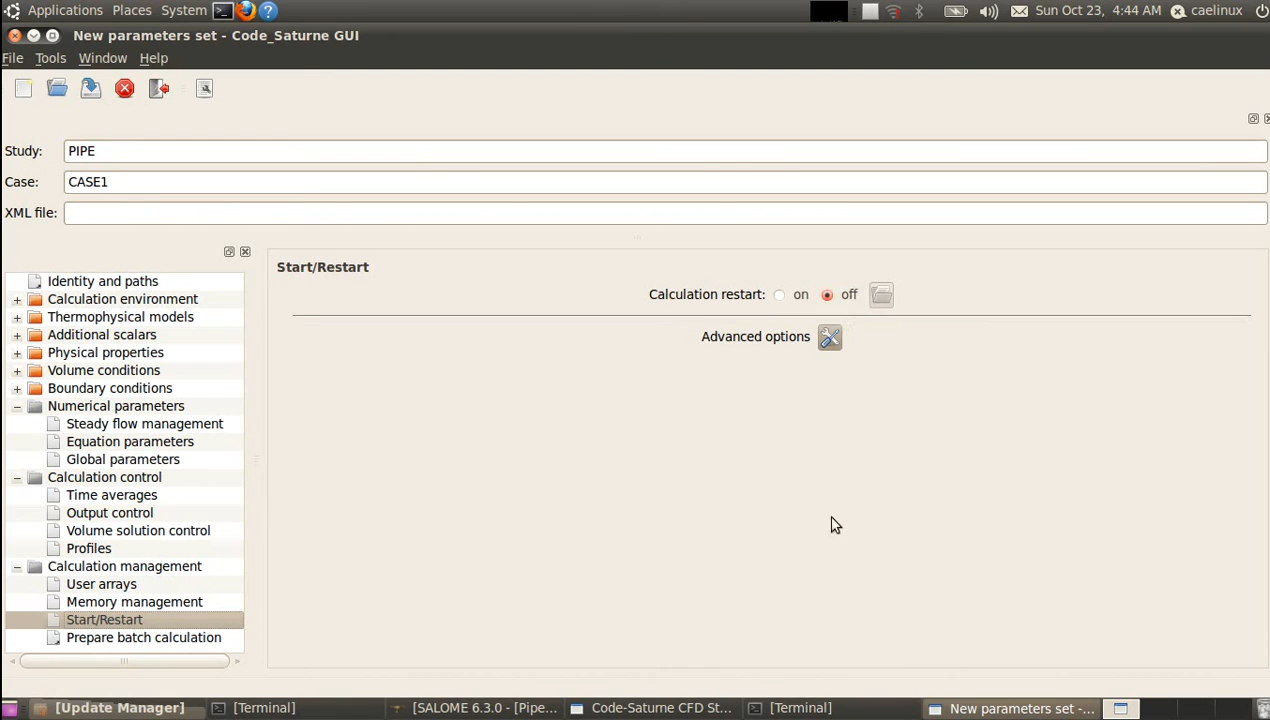 Applications Places System Sun Oct 23, 4:44 AM caelinux
New parameters set - Code_Saturne GUI
File Tools Window Help
Study: PIPE
Case: CASE1
XML file:
Identity and paths
Calculation environment
Thermophysical models
Additional scalars
Physical properties
Volume conditions
Boundary conditions
Numerical parameters
Steady flow management
Equation parameters
Global parameters
Calculation control
Time averages
Output control
Volume solution control
Profiles
Calculation management
User arrays
Memory management
Start/Restart
Prepare batch calculation
Start/Restart
Calculation restart: on off
Advanced options
[Update Manager] [Terminal] [SALOME 6.3.0 - [Pipe... Code-Saturne CFD St... [Terminal] New parameters set -...